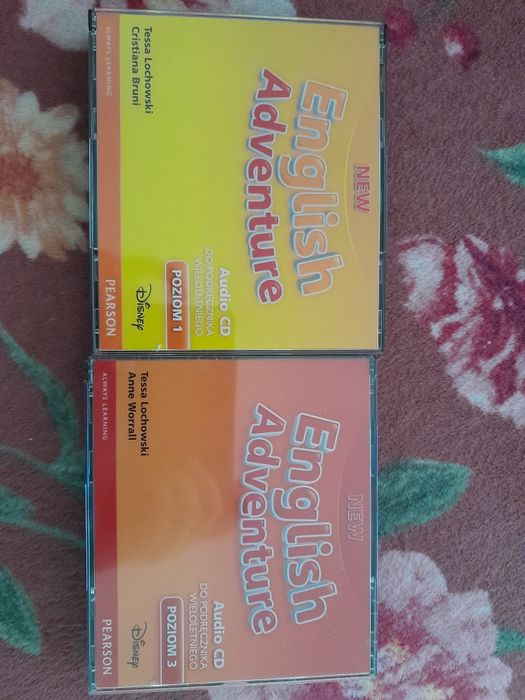 NEW
English
Adventure
Audio CD
DO PODRĘCZNIKA
WIELOLETNIEGO
POZIOM 1
Tessa Lochowski
Cristiana Bruni
ALWAYS LEARNING
Disney
PEARSON
NEW
English
Adventure
Audio CD
DO PODRĘCZNIKA
WIELOLETNIEGO
POZIOM 3
Tessa Lochowski
Anne Worrall
ALWAYS LEARNING
Disney
PEARSON